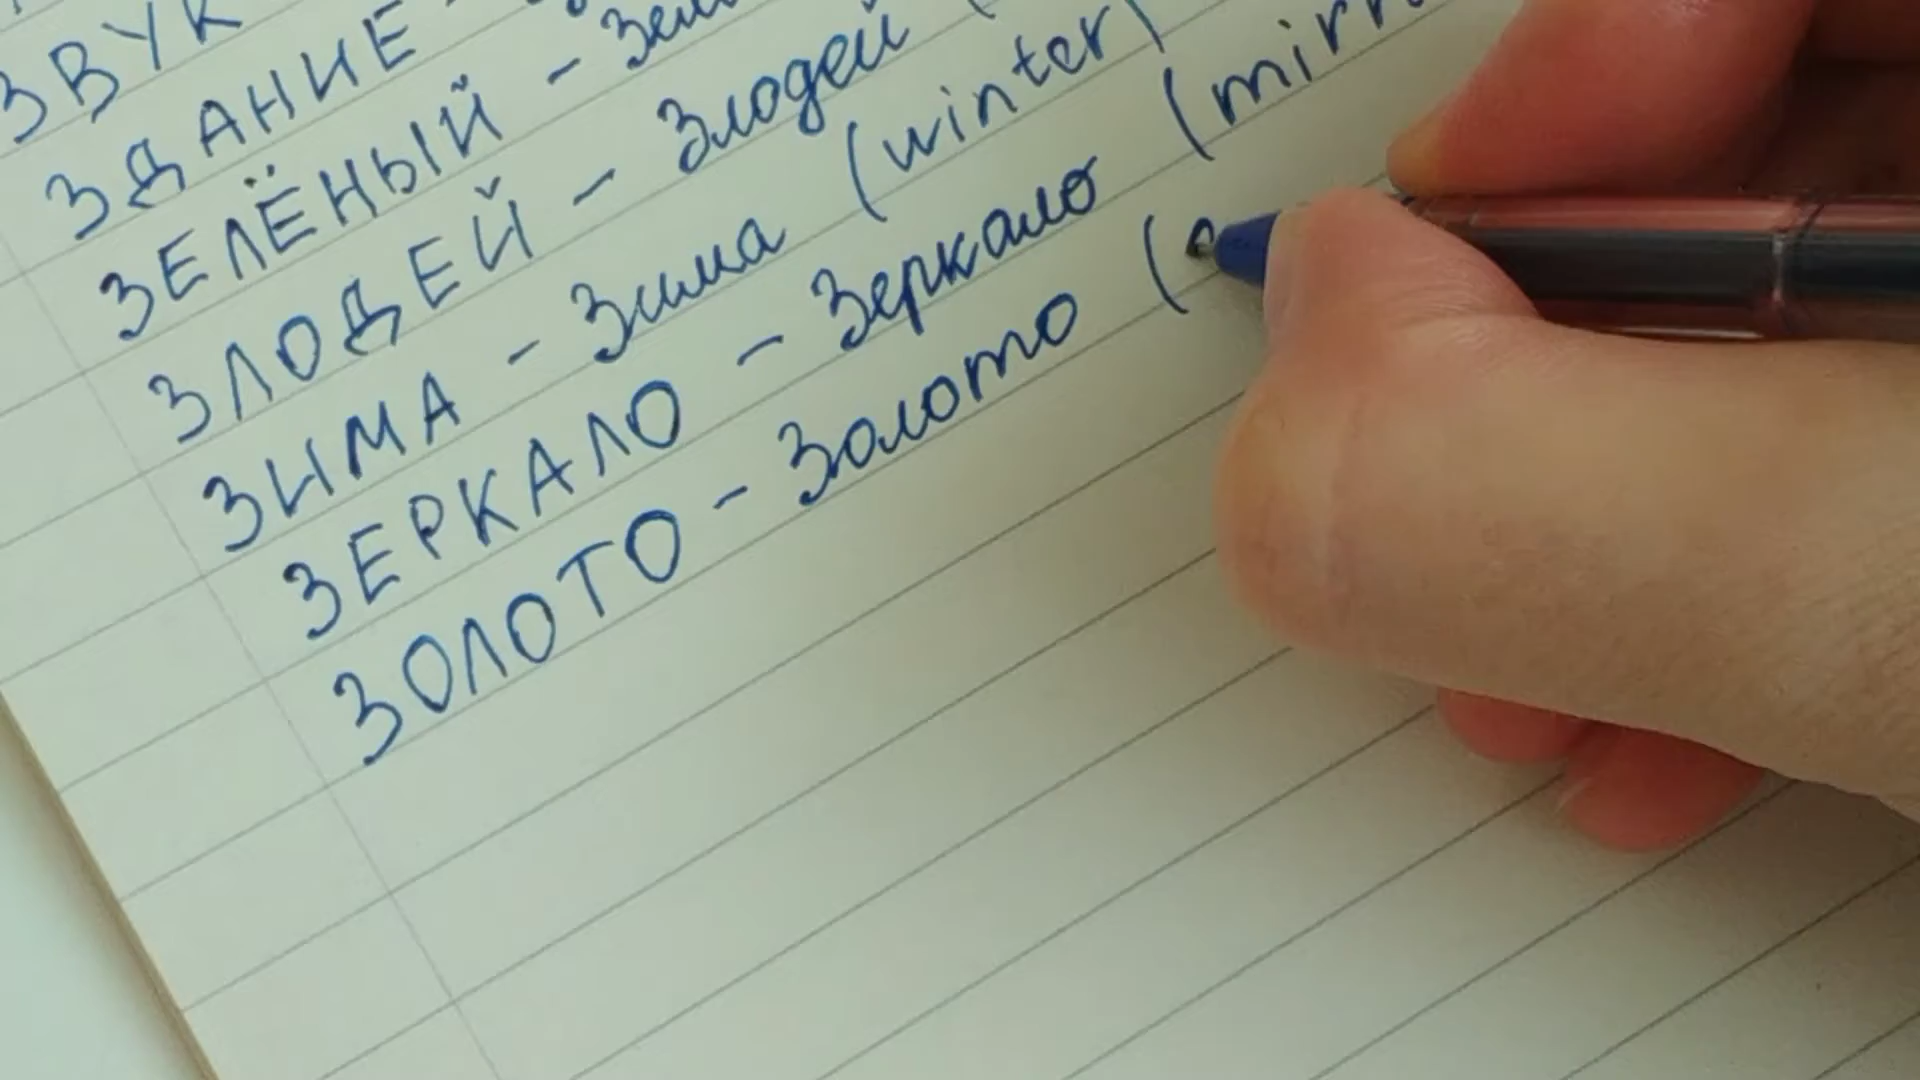 ЗВУК
ЗДАНИЕ -
ЗЕЛЁНЫЙ -
ЗЛОДЕЙ - Злодей (
ЗИМА - Зима (winter)
ЗЕРКАЛО - Зеркало (mirr
ЗОЛОТО - Золото (